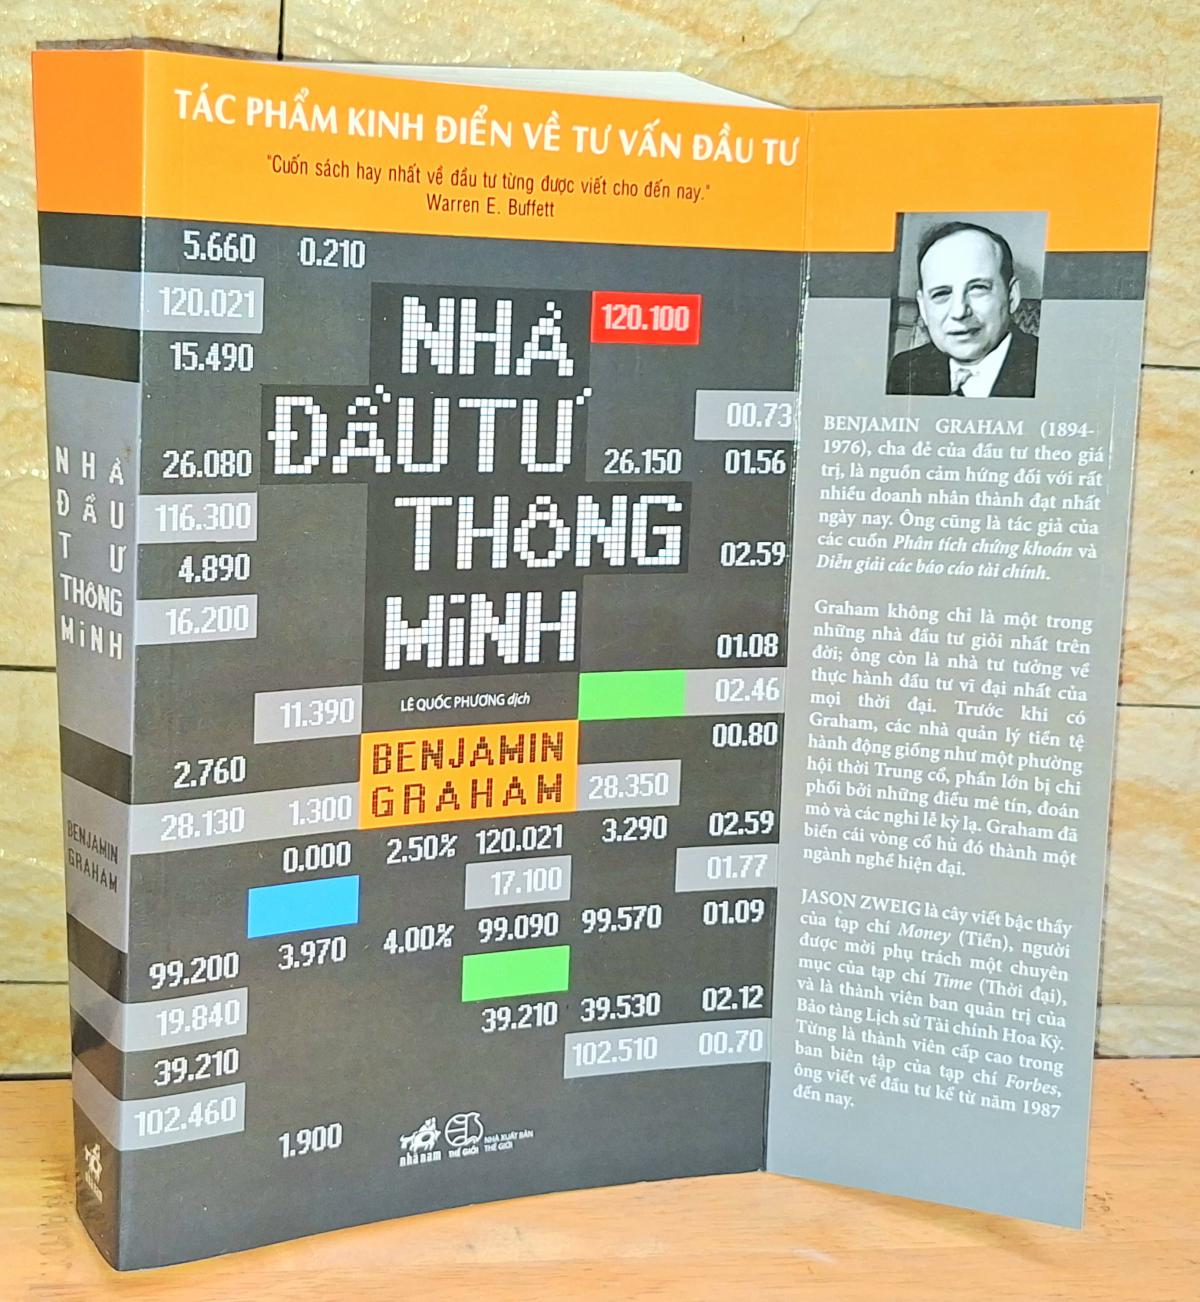 TÁC PHẨM KINH ĐIỂN VỀ TƯ VẤN ĐẦU TƯ
"Cuốn sách hay nhất về đầu tư từng được viết cho đến nay."
Warren E. Buffett
5.660 0.210
120.021
120.100
15.490
NHÀ
ĐẦU TƯ
THÔNG
MINH
00.73
26.080 26.150 01.56
116.300
4.890 02.59
16.200
01.08
02.46
11.390
LÊ QUỐC PHƯƠNG dịch
00.80
BENJAMIN
GRAHAM
2.760
28.350
28.130 1.300
0.000 2.50% 120.021 3.290 02.59
17.100 01.77
3.970 4.00% 99.090 99.570 01.09
99.200
19.840 39.210 39.530 02.12
39.210 102.510 00.70
102.460
1.900
nhã nam
THẾ GIỚI
NHÀ XUẤT BẢN
THẾ GIỚI
NHÀ
ĐẦU
TƯ
THÔNG
MINH
BENJAMIN
GRAHAM
BENJAMIN GRAHAM (1894-
1976), cha đẻ của đầu tư theo giá
trị, là nguồn cảm hứng đối với rất
nhiều doanh nhân thành đạt nhất
ngày nay. Ông cũng là tác giả của
các cuốn Phân tích chứng khoán và
Diễn giải các báo cáo tài chính.
Graham không chỉ là một trong
những nhà đầu tư giỏi nhất trên
đời; ông còn là nhà tư tưởng về
thực hành đầu tư vĩ đại nhất của
mọi thời đại. Trước khi có
Graham, các nhà quản lý tiền tệ
hành động giống như một phường
hội thời Trung cổ, phần lớn bị chi
phối bởi những điều mê tín, đoán
mò và các nghi lễ kỳ lạ. Graham đã
biến cái vòng cổ hủ đó thành một
ngành nghề hiện đại.
JASON ZWEIG là cây viết bậc thầy
của tạp chí Money (Tiền), người
được mời phụ trách một chuyên
mục của tạp chí Time (Thời đại),
và là thành viên ban quản trị của
Bảo tàng Lịch sử Tài chính Hoa Kỳ.
Từng là thành viên cấp cao trong
ban biên tập của tạp chí Forbes,
ông viết về đầu tư kể từ năm 1987
đến nay.